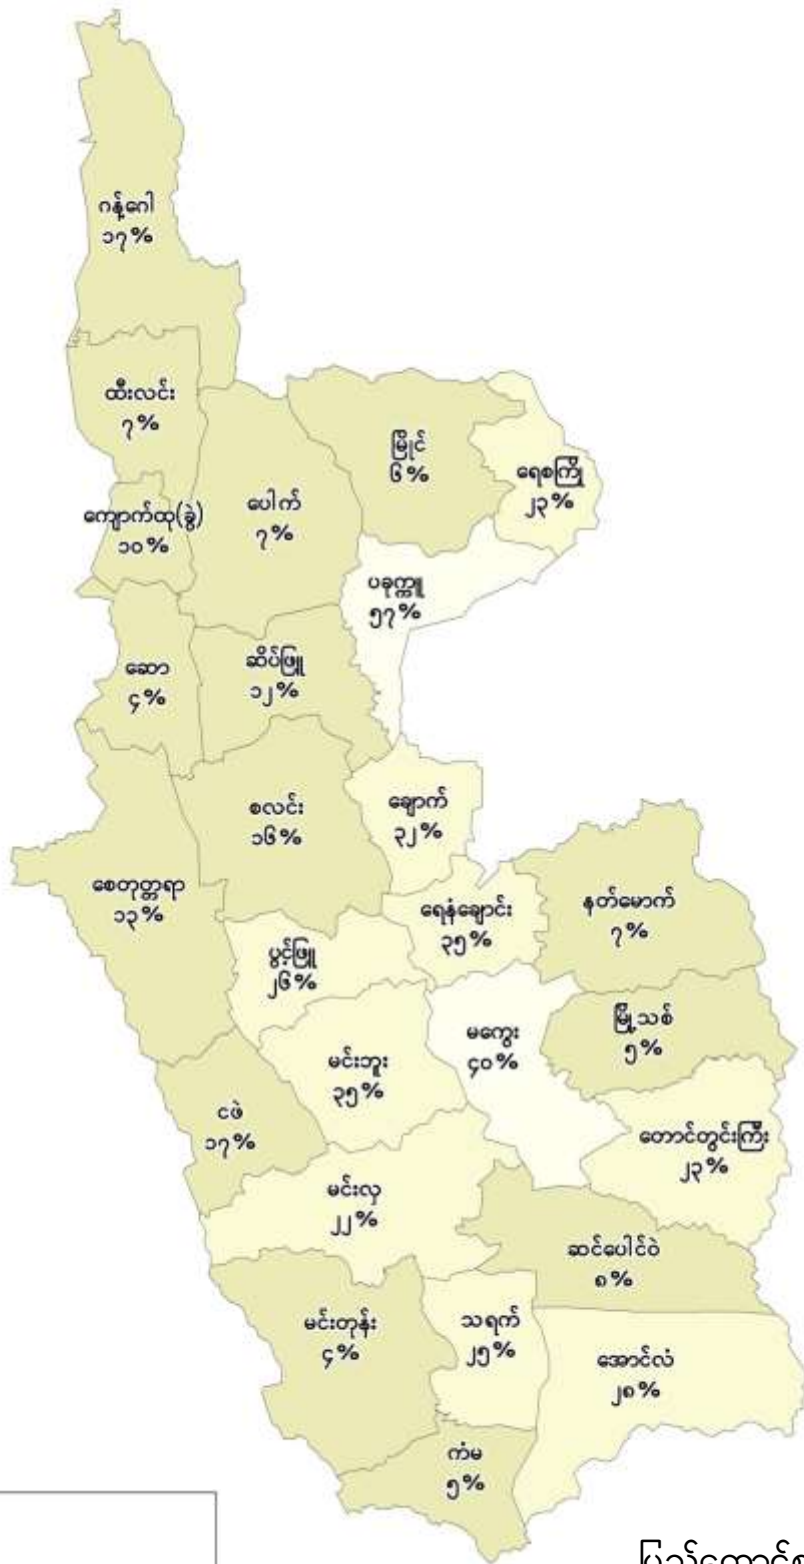 ဂန့်ဂေါ
၁၇%
ထီးလင်း
၇%
မြိုင်
၆%
ရေစကြို
၂၃%
ကျောက်ထု(ခွဲ)
၁၀%
ပေါက်
၇%
ပခုက္ကူ
၅၇%
ဆော
၄%
ဆိပ်ဖြူ
၁၂%
စလင်း
၁၆%
ချောက်
၃၂%
စေတုတ္တရာ
၁၃%
ရေနံချောင်း
၃၅%
နတ်မောက်
၇%
ပွင့်ဖြူ
၂၆%
မကွေး
၄၀%
မြို့သစ်
၅%
မင်းဘူး
၃၅%
ငဖဲ
၁၇%
တောင်တွင်းကြီး
၂၃%
မင်းလှ
၂၂%
ဆင်ပေါင်ဝဲ
၈%
မင်းတုန်း
၄%
သရက်
၂၅%
အောင်လံ
၂၈%
ကံမ
၅%